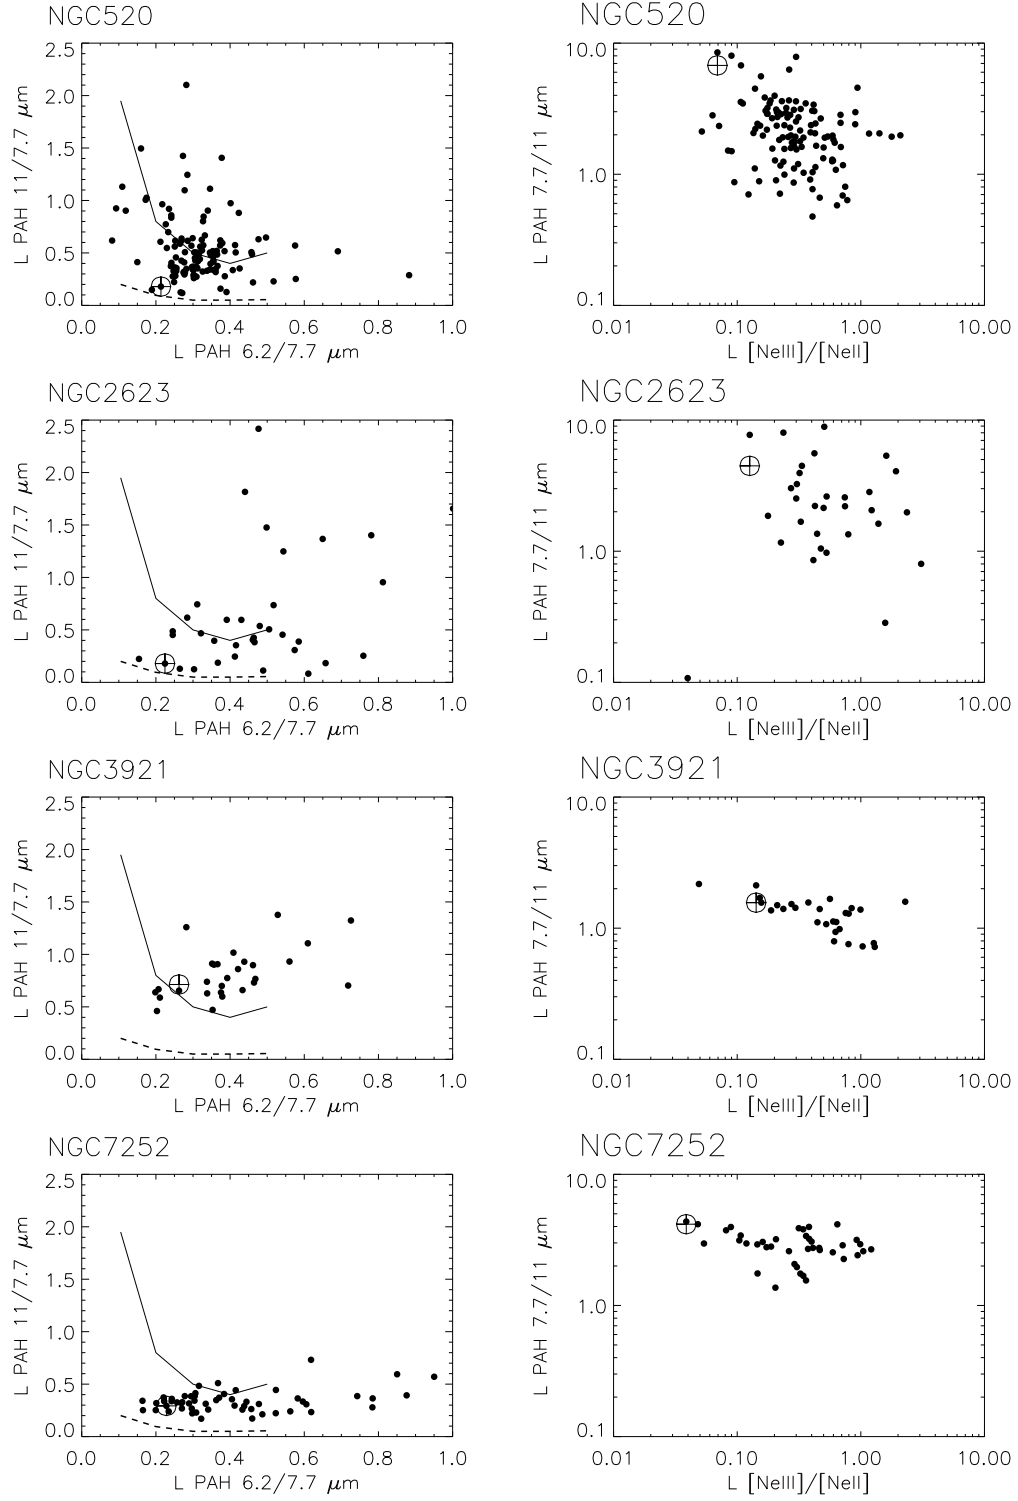 NGC520
2.5
2.0
1.5
1.0
0.5
0.0
L PAH 11/7.7 μm
0.0 0.2 0.4 0.6 0.8 1.0
L PAH 6.2/7.7 μm
NGC520
10.0
1.0
0.1
L PAH 7.7/11 μm
0.01 0.10 1.00 10.00
L [NeIII]/[NeII]
NGC2623
2.5
2.0
1.5
1.0
0.5
0.0
L PAH 11/7.7 μm
0.0 0.2 0.4 0.6 0.8 1.0
L PAH 6.2/7.7 μm
NGC2623
10.0
1.0
0.1
L PAH 7.7/11 μm
0.01 0.10 1.00 10.00
L [NeIII]/[NeII]
NGC3921
2.5
2.0
1.5
1.0
0.5
0.0
L PAH 11/7.7 μm
0.0 0.2 0.4 0.6 0.8 1.0
L PAH 6.2/7.7 μm
NGC3921
10.0
1.0
0.1
L PAH 7.7/11 μm
0.01 0.10 1.00 10.00
L [NeIII]/[NeII]
NGC7252
2.5
2.0
1.5
1.0
0.5
0.0
L PAH 11/7.7 μm
0.0 0.2 0.4 0.6 0.8 1.0
L PAH 6.2/7.7 μm
NGC7252
10.0
1.0
0.1
L PAH 7.7/11 μm
0.01 0.10 1.00 10.00
L [NeIII]/[NeII]